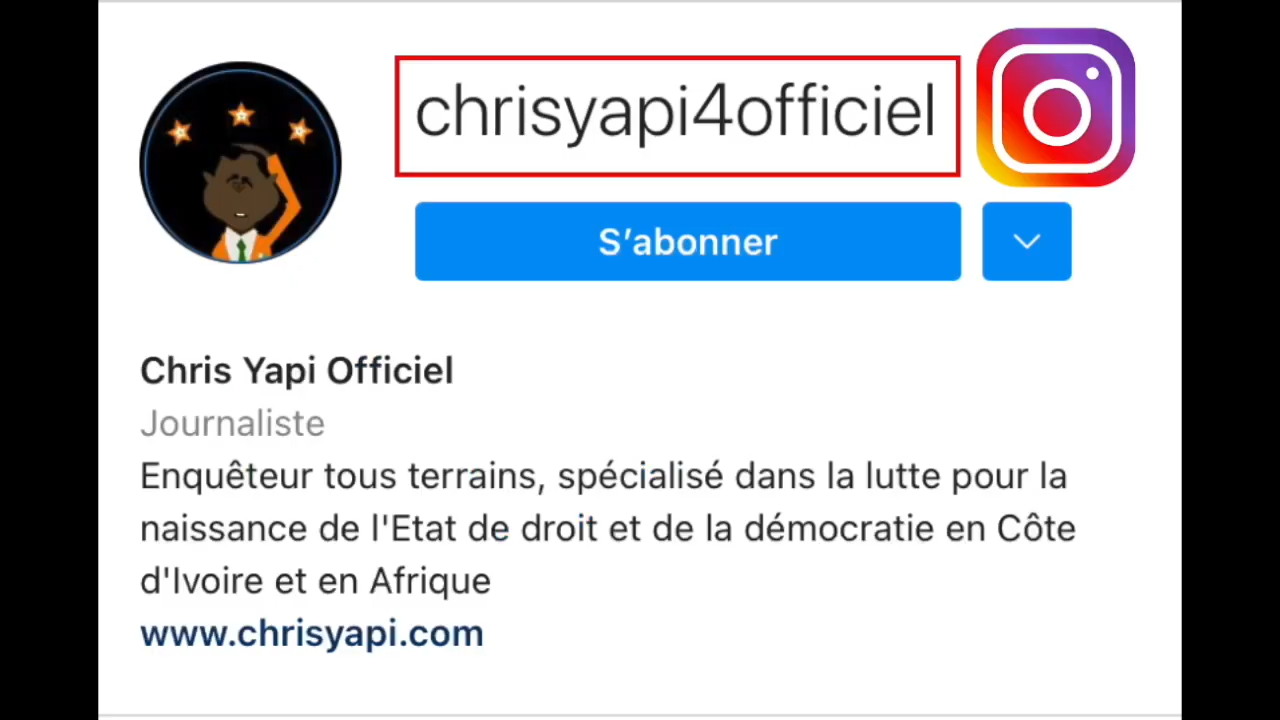 chrisyapi4officiel
S'abonner
Chris Yapi Officiel
Journaliste
Enquêteur tous terrains, spécialisé dans la lutte pour la
naissance de l'Etat de droit et de la démocratie en Côte
d'Ivoire et en Afrique
www.chrisyapi.com